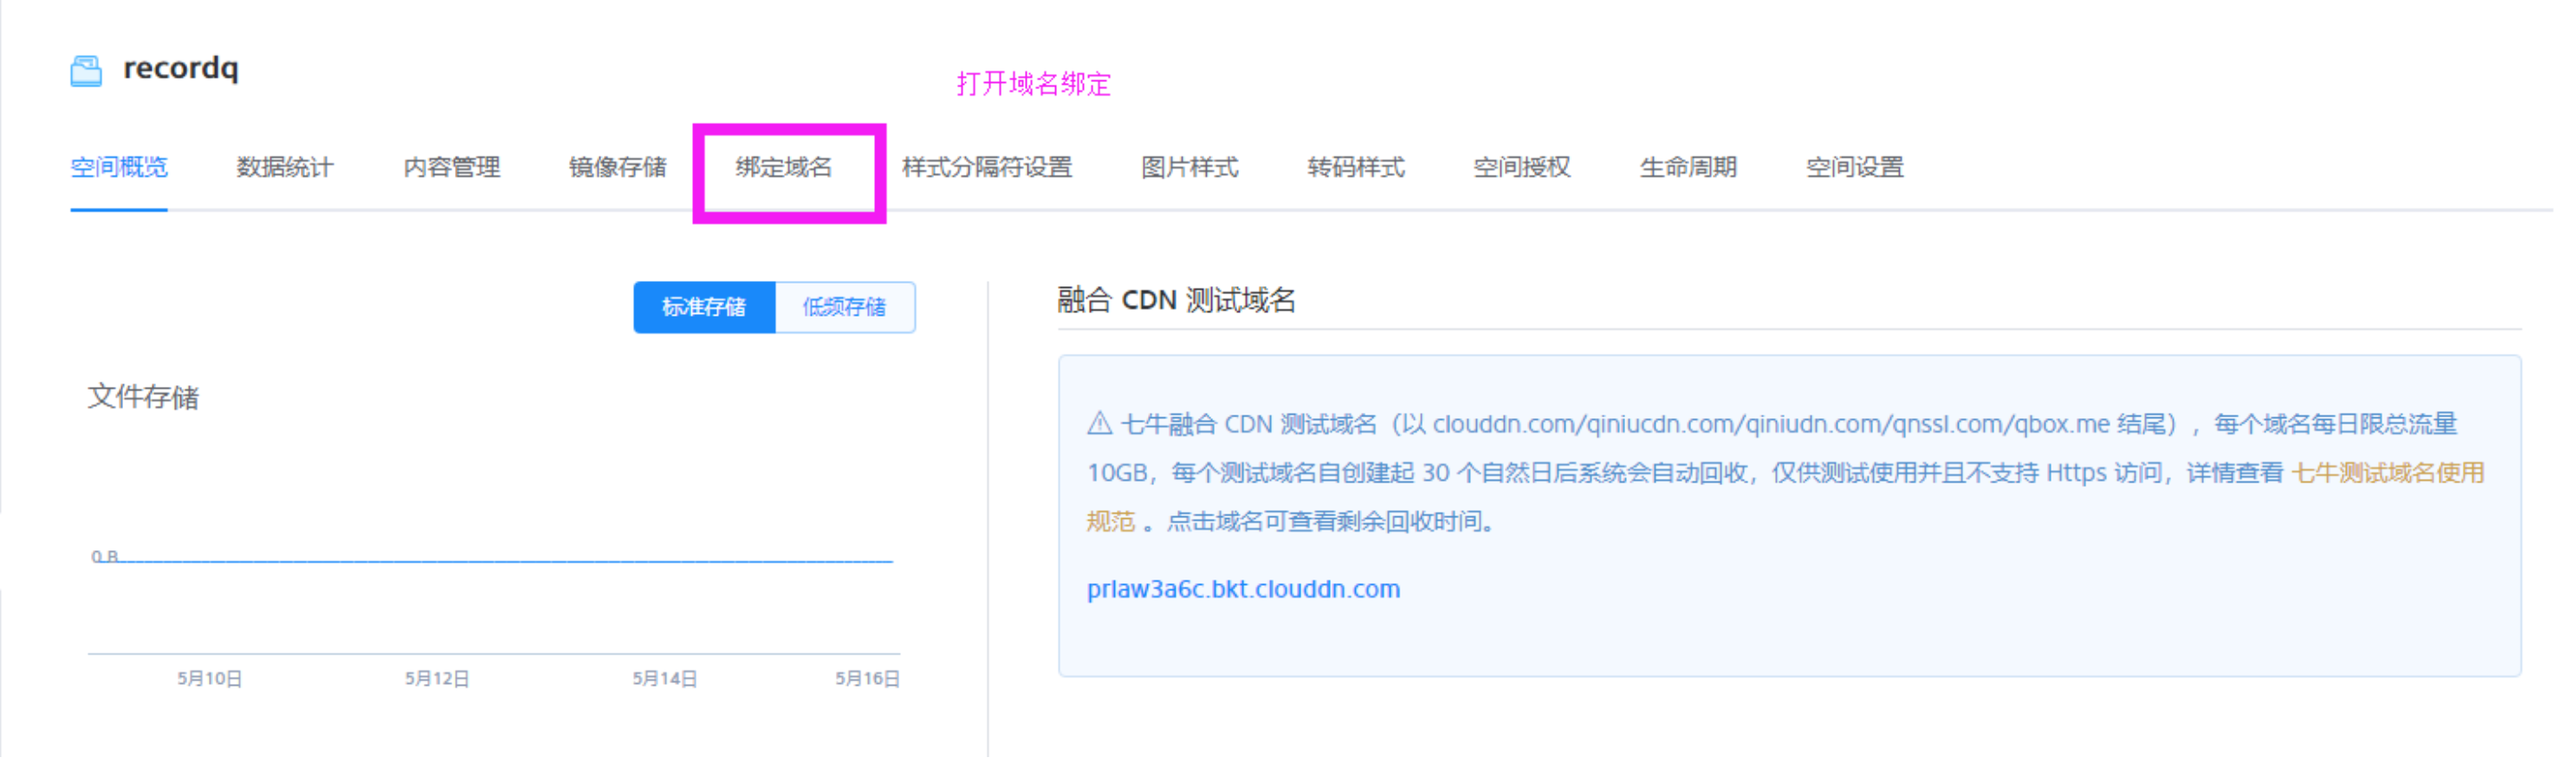 recordq
打开域名绑定
空间概览 数据统计 内容管理 镜像存储 绑定域名 样式分隔符设置 图片样式 转码样式 空间授权 生命周期 空间设置
标准存储 低频存储
文件存储
0 B
5月10日 5月12日 5月14日 5月16日
融合 CDN 测试域名
七牛融合 CDN 测试域名（以 clouddn.com/qiniucdn.com/qiniudn.com/qnssl.com/qbox.me 结尾），每个域名每日限总流量
10GB，每个测试域名自创建起 30 个自然日后系统会自动回收，仅供测试使用并且不支持 Https 访问，详情查看 七牛测试域名使用
规范 。点击域名可查看剩余回收时间。
prlaw3a6c.bkt.clouddn.com